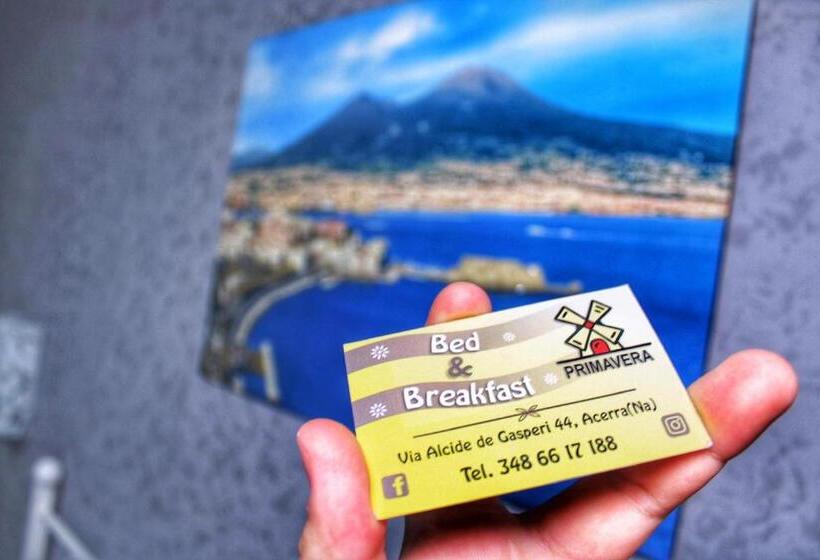 Bed
&
Breakfast
PRIMAVERA
Via Alcide de Gasperi 44, Acerra(Na)
Tel. 348 66 17 188